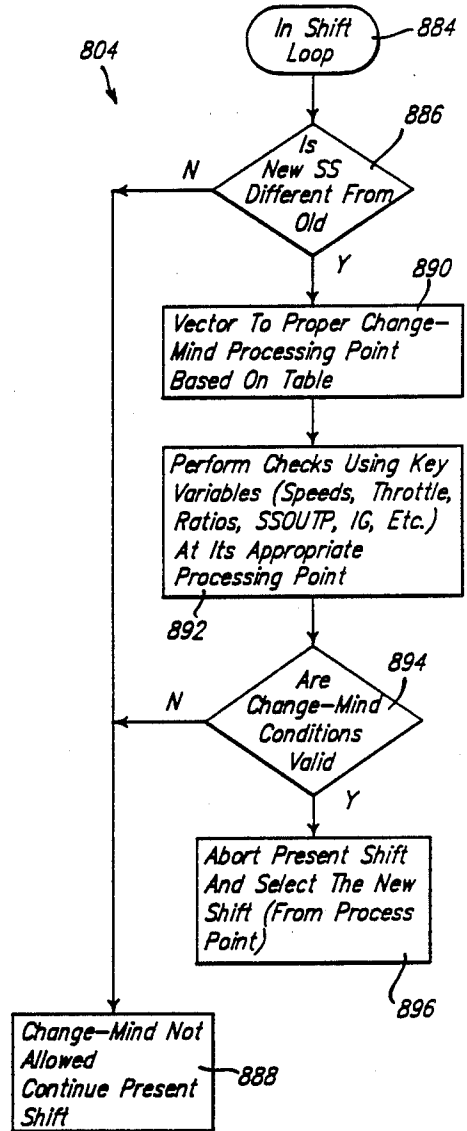 In Shift
Loop
884
804
886
Is
New SS
Different From
Old
N
Y
890
Vector To Proper Change-
Mind Processing Point
Based On Table
Perform Checks Using Key
Variables (Speeds, Throttle,
Ratios, SSOUTP, IG, Etc.)
At Its Appropriate
Processing Point
892
894
Are
Change-Mind
Conditions
Valid
N
Y
Abort Present Shift
And Select The New
Shift (From Process
Point)
896
Change-Mind Not
Allowed
Continue Present
Shift
888